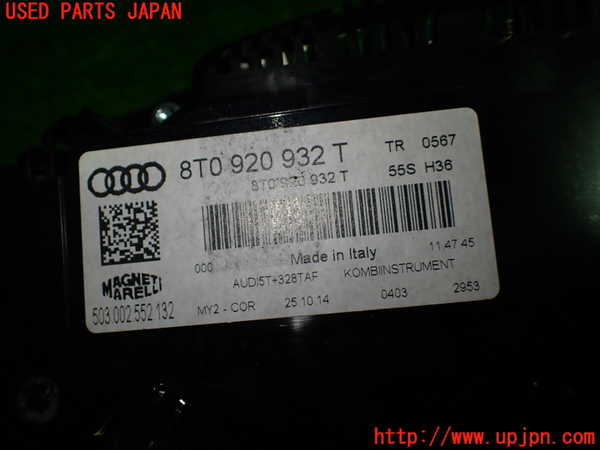 USED PARTS JAPAN
8T0 920 932 T TR 0567
8T0 920 932 T 55S H36
000 Made in Italy 11:47:45
MAGNETI MARELLI
AUDI5T+328TAF KOMBIINSTRUMENT
503.002.552.132 MY2 - COR 25.10.14 0403 2953
www.upjpn.com